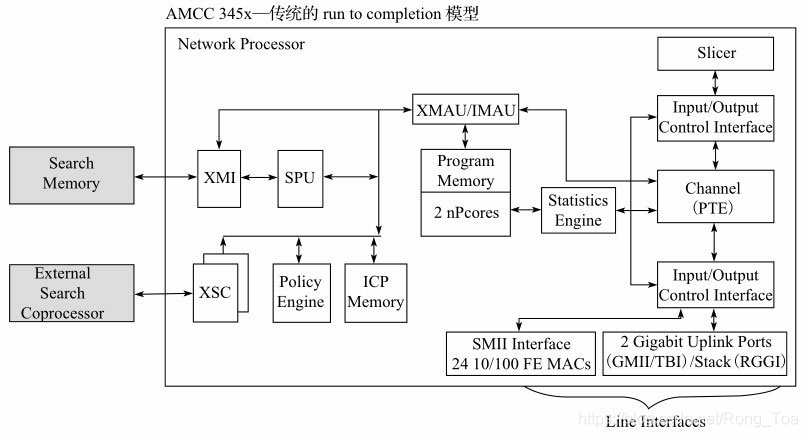 AMCC 345x—传统的 run to completion 模型
Network Processor
Slicer
XMAU/IMAU
Input/Output
Control Interface
Search
Memory
XMI
SPU
Program
Memory
2 nPcores
Statistics
Engine
Channel
(PTE)
External
Search
Coprocessor
XSC
Policy
Engine
ICP
Memory
Input/Output
Control Interface
SMII Interface
24 10/100 FE MACs
2 Gigabit Uplink Ports
(GMII/TBI)/Stack(RGGI)
Line Interfaces